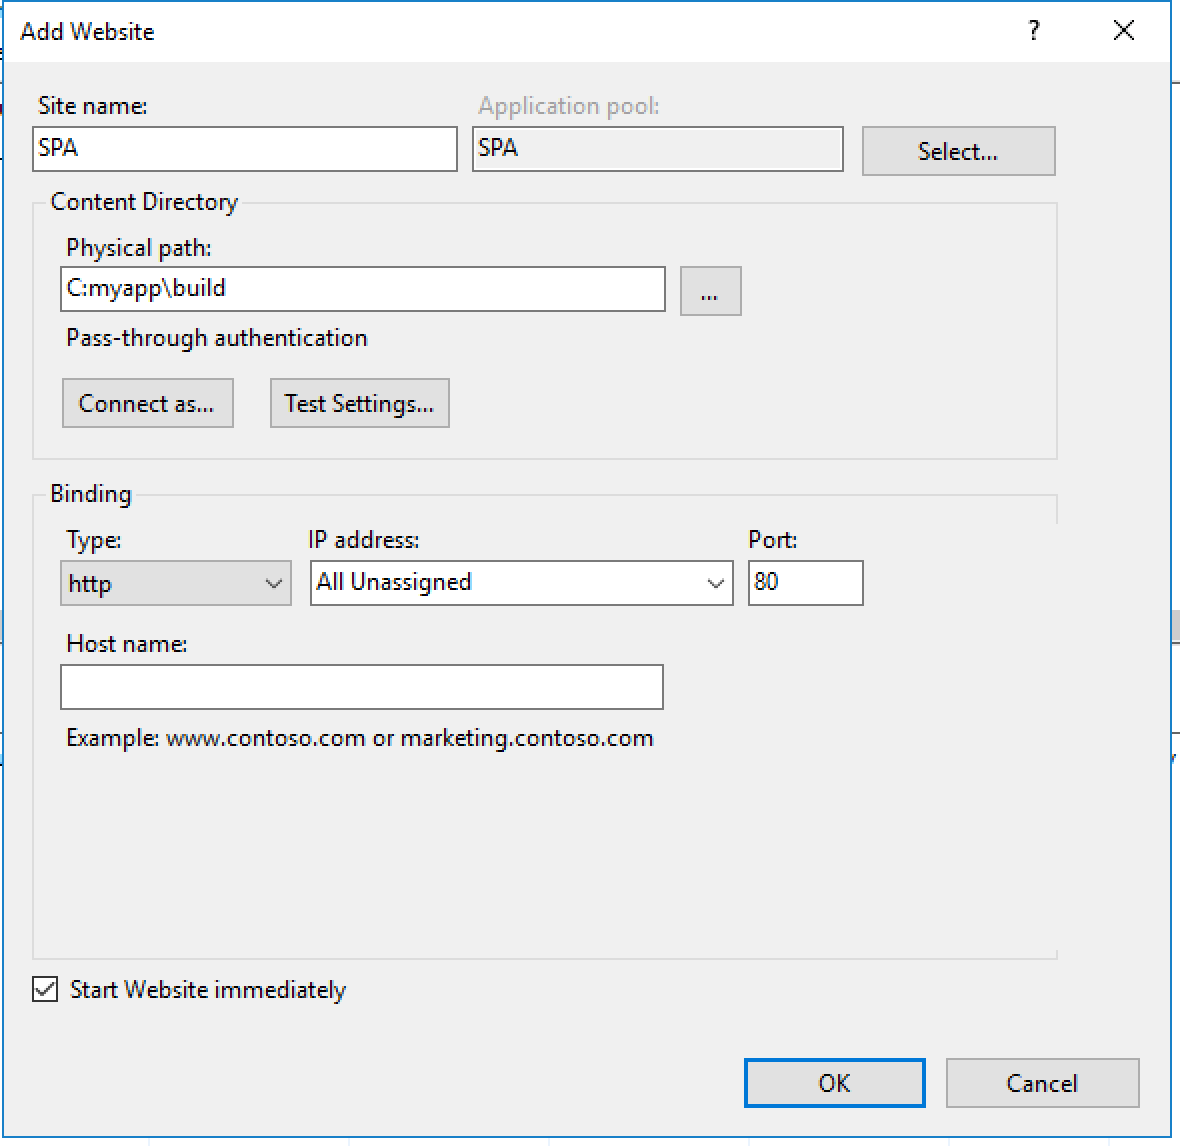 Add Website
?
Site name:
Application pool:
SPA
SPA
Select...
Content Directory
Physical path:
C:myapp\build
...
Pass-through authentication
Connect as...
Test Settings...
Binding
Type:
IP address:
Port:
http
All Unassigned
80
Host name:
Example: www.contoso.com or marketing.contoso.com
Start Website immediately
OK
Cancel